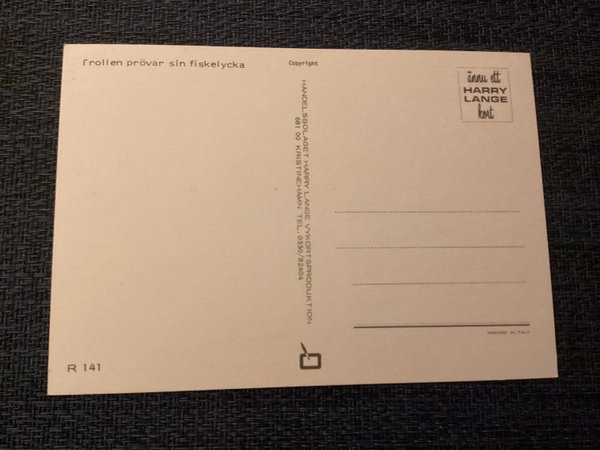 Trollen prövar sin fiskelycka
Copyright
ännu ett
HARRY
LANGE
kort
HANDELSBOLAGET HARRY LANGE VYKORTSPRODUKTION
681 00 KRISTINEHAMN TEL. 0550/82404
PRINTED IN ITALY
R 141